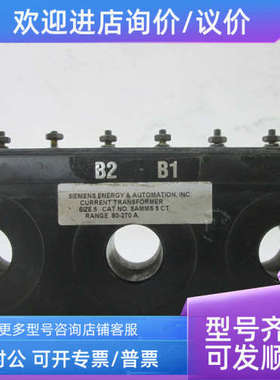 欢迎进店询价/议价
B2 B1
SIEMENS ENERGY & AUTOMATION, INC
CURRENT TRANSFORMER
SIZE 5 CAT NO. SAMMS 5 CT
RANGE 80-270 A.
更多型号咨询店铺客服
对公 可开专票/普票
型号齐
可发顺